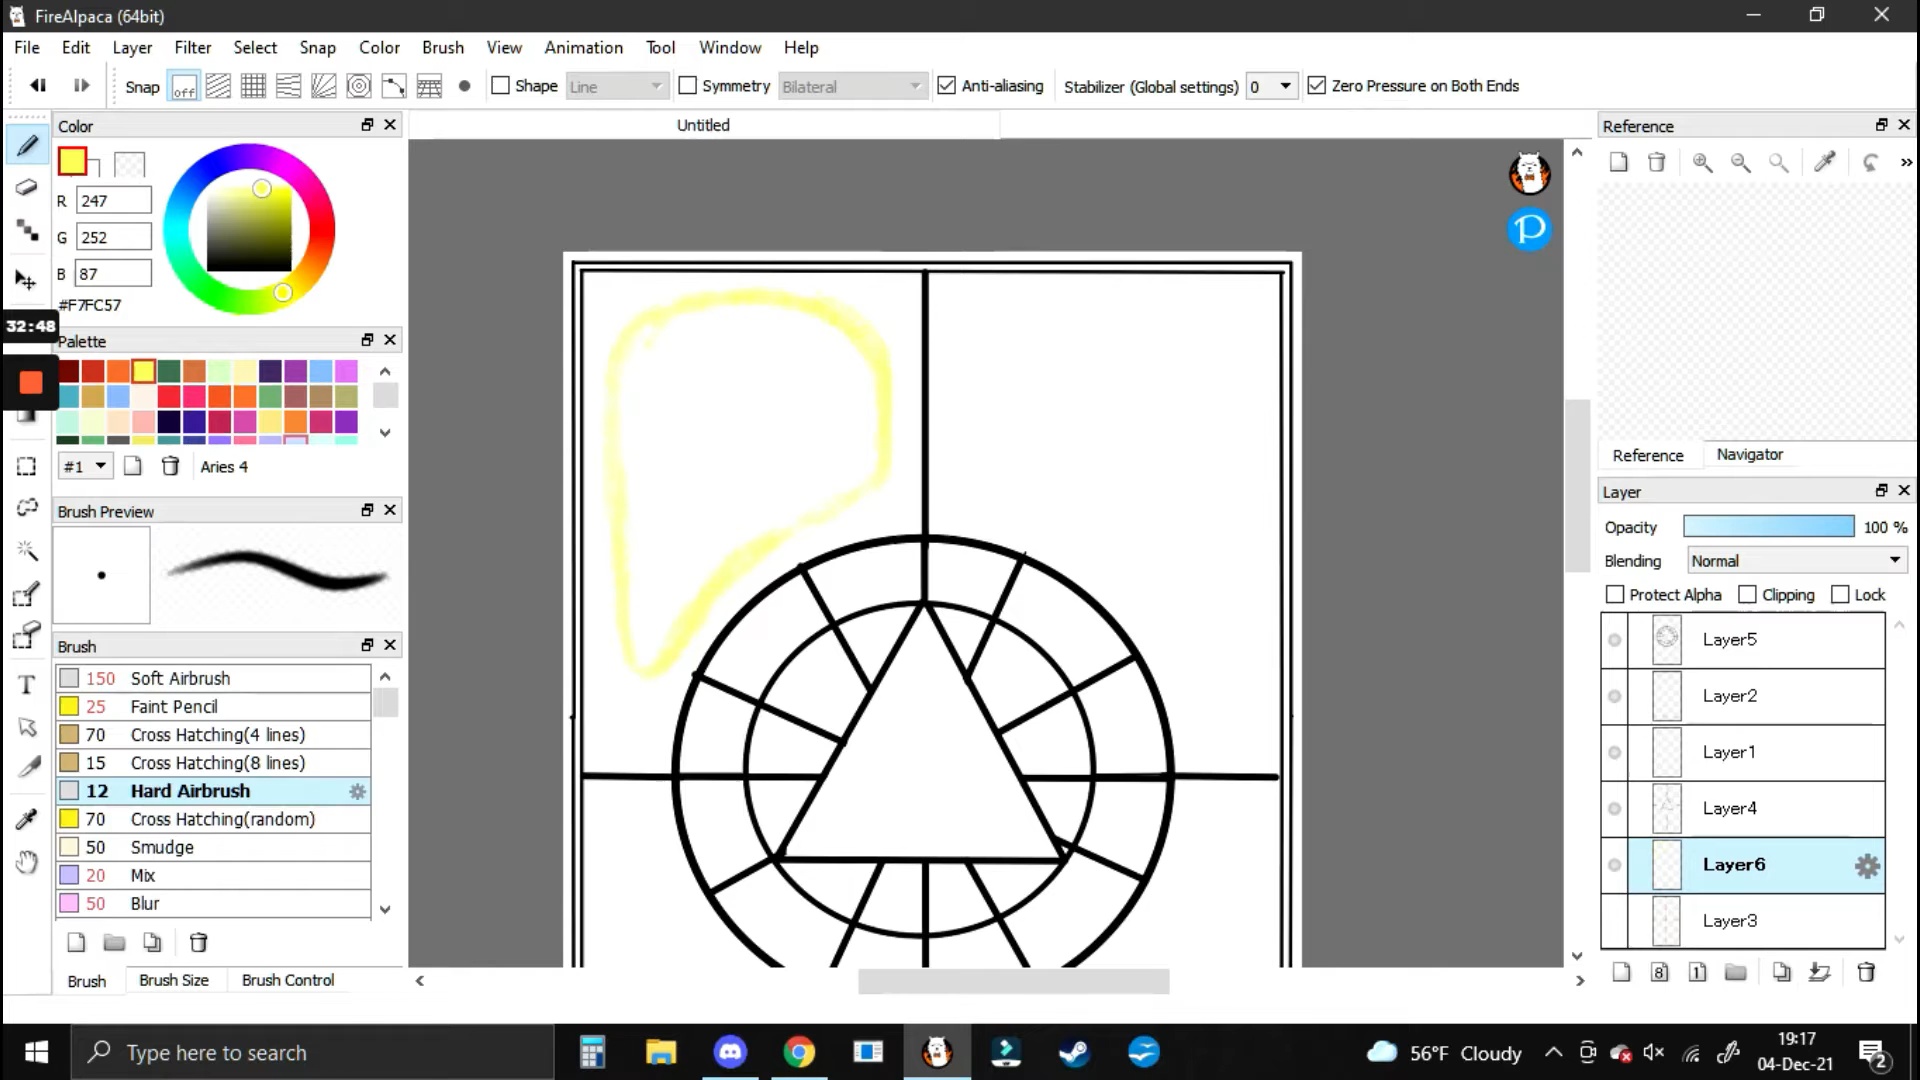 FireAlpaca (64bit)
File Edit Layer Filter Select Snap Color Brush View Animation Tool Window Help
Snap off Shape Line Symmetry Bilateral Anti-aliasing Stabilizer (Global settings) 0 Zero Pressure on Both Ends
Color
R 247
G 252
B 87
#F7FC57
32:48
Palette
#1 Aries 4
Brush Preview
Brush
150 Soft Airbrush
25 Faint Pencil
70 Cross Hatching(4 lines)
15 Cross Hatching(8 lines)
12 Hard Airbrush
70 Cross Hatching(random)
50 Smudge
20 Mix
50 Blur
T
Brush Brush Size Brush Control
Untitled
P
Reference
Reference Navigator
Layer
Opacity 100 %
Blending Normal
Protect Alpha Clipping Lock
Layer5
Layer2
Layer1
Layer4
Layer6
Layer3
8 1
Type here to search
56°F Cloudy
19:17
04-Dec-21
2